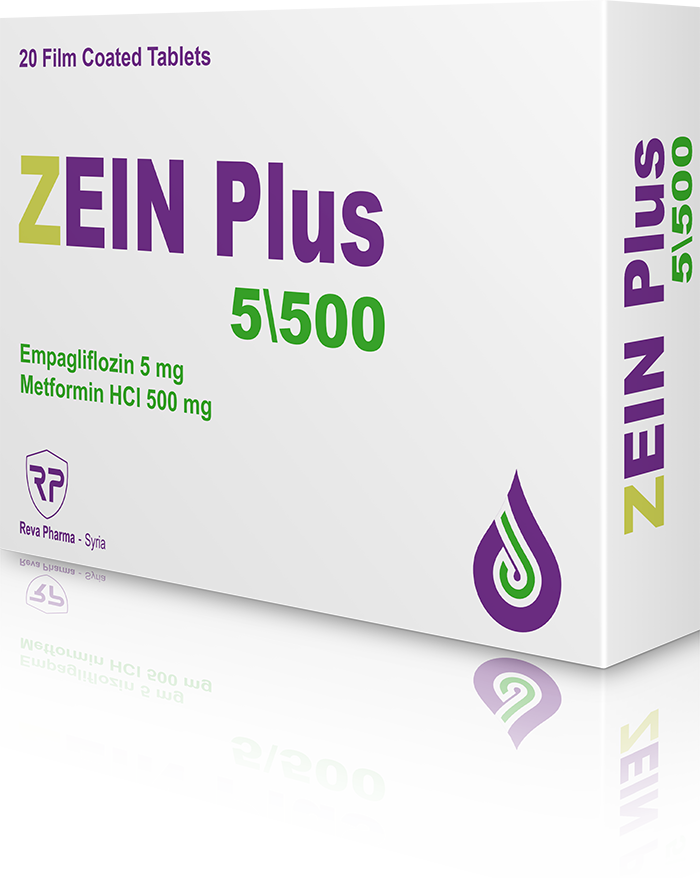 20 Film Coated Tablets
ZEIN Plus
5\500
Empagliflozin 5 mg
Metformin HCl 500 mg
RP
Reva Pharma - Syria
ZEIN Plus
5\500